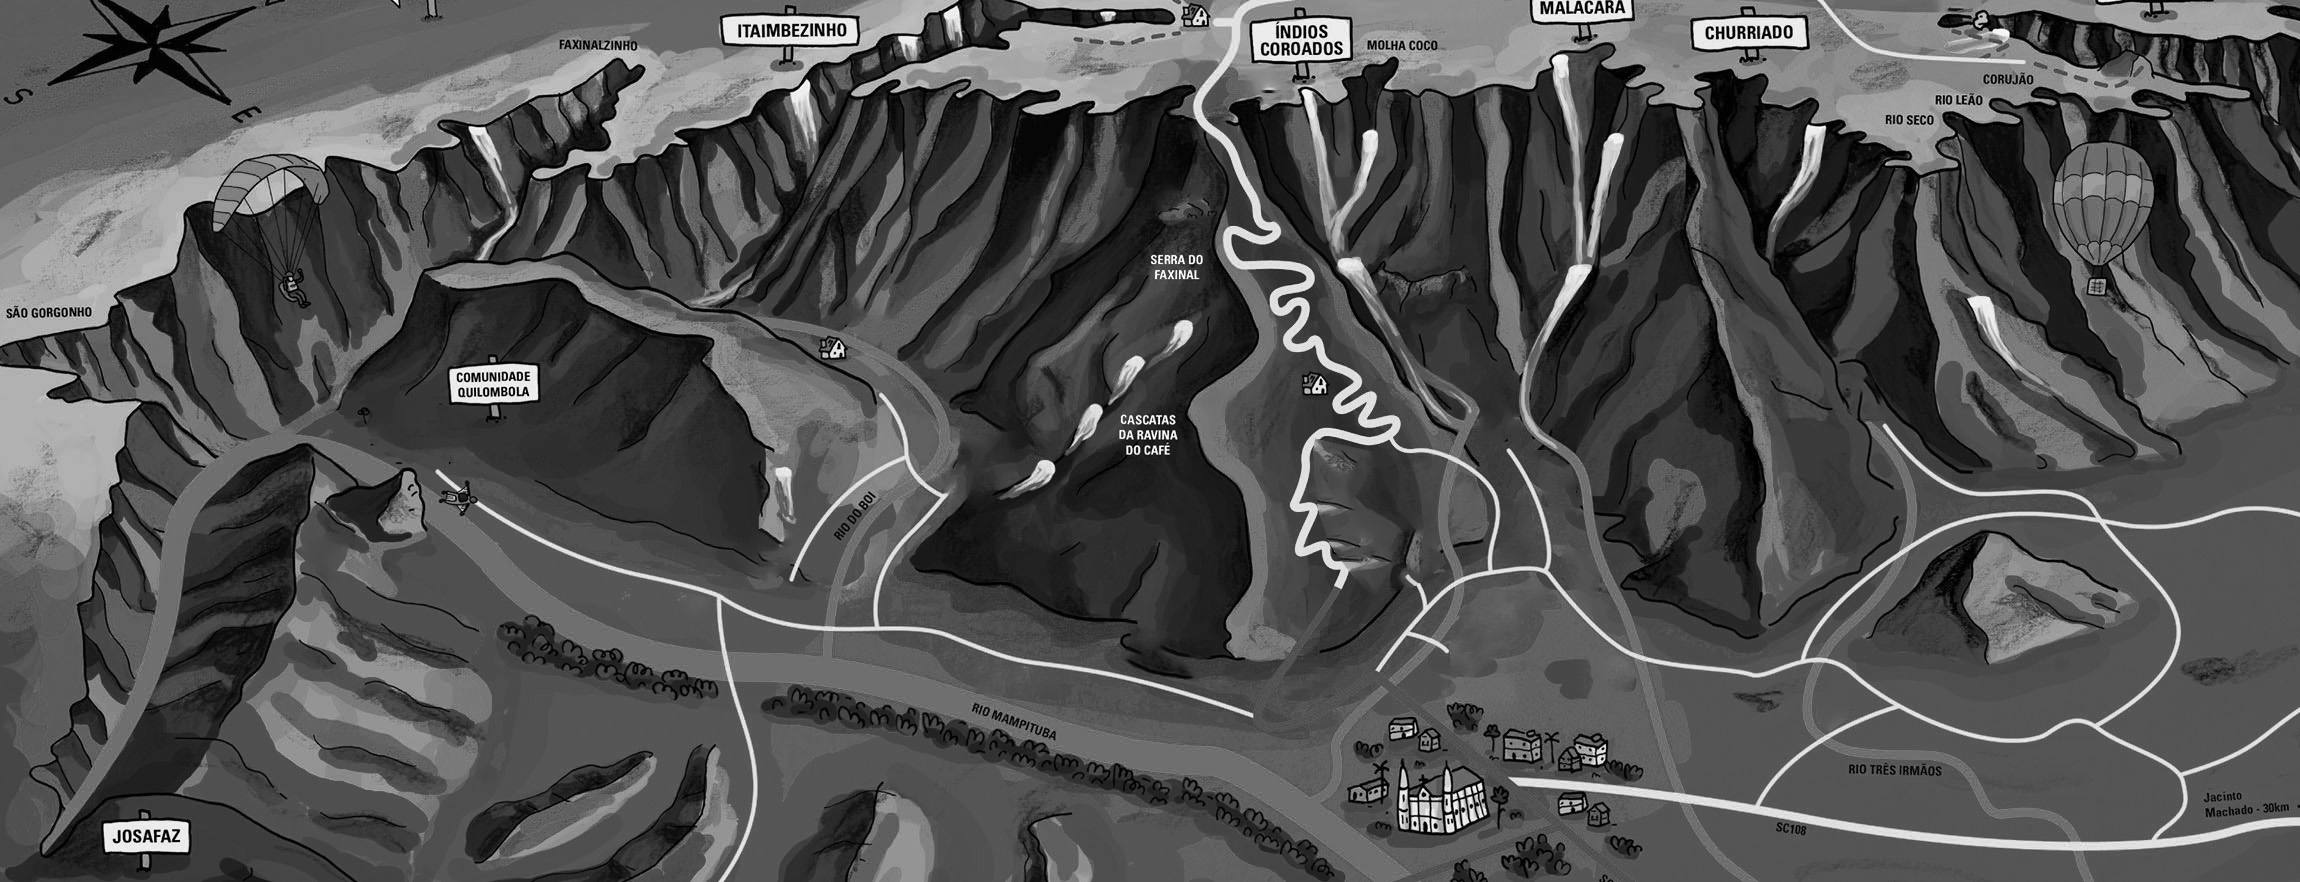 S
E
FAXINALZINHO
ITAIMBEZINHO
ÍNDIOS
COROADOS
MOLHA COCO
MALACARA
CHURRIADO
CORUJÃO
RIO LEÃO
RIO SECO
SÃO GORGONHO
SERRA DO
FAXINAL
COMUNIDADE
QUILOMBOLA
CASCATAS
DA RAVINA
DO CAFÉ
RIO DO BOI
RIO MAMPITUBA
RIO TRÊS IRMÃOS
Jacinto
Machado - 30km
SC108
JOSAFAZ